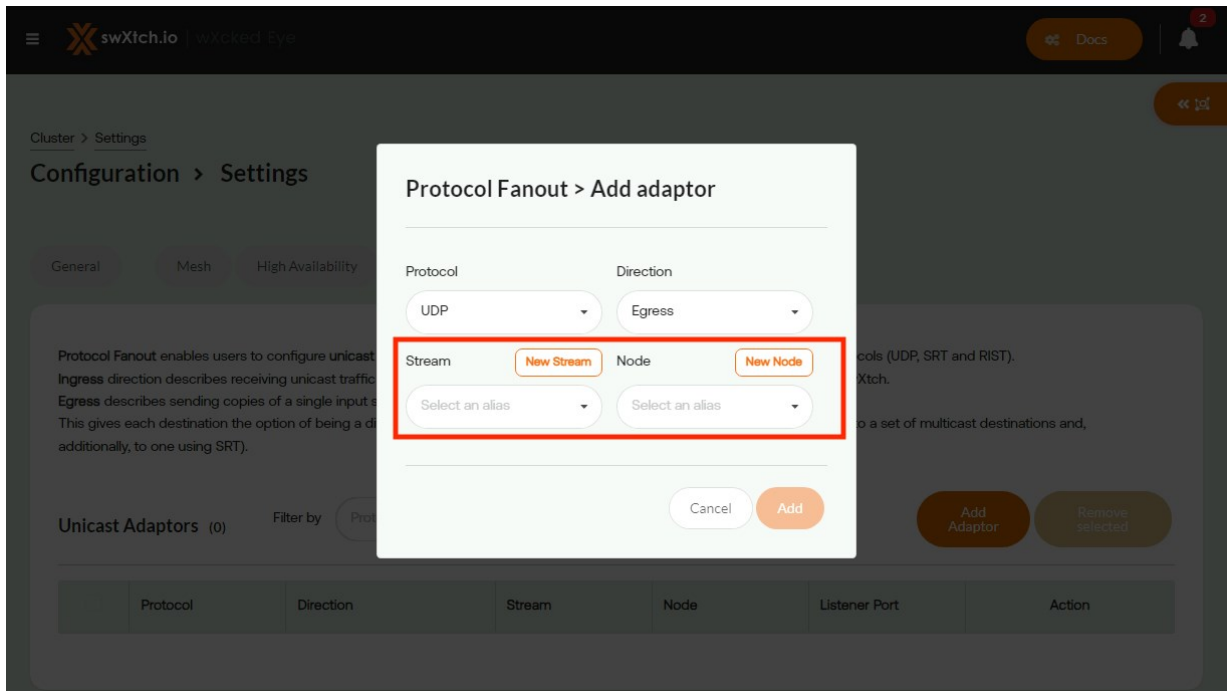 swXtch.io | wXcked Eye
Docs
2
Cluster > Settings
Configuration > Settings
General
Mesh
High Availability
Protocol Fanout enables users to configure unicast
cols (UDP, SRT and RIST).
Ingress direction describes receiving unicast traffic
Xtch.
Egress describes sending copies of a single input s
This gives each destination the option of being a di
o a set of multicast destinations and,
additionally, to one using SRT).
Unicast Adaptors (0)
Filter by
Prot
Add
Adaptor
Remove
selected
Protocol
Direction
Stream
Node
Listener Port
Action
Protocol Fanout > Add adaptor
Protocol
Direction
UDP
Egress
Stream
New Stream
Node
New Node
Select an alias
Select an alias
Cancel
Add